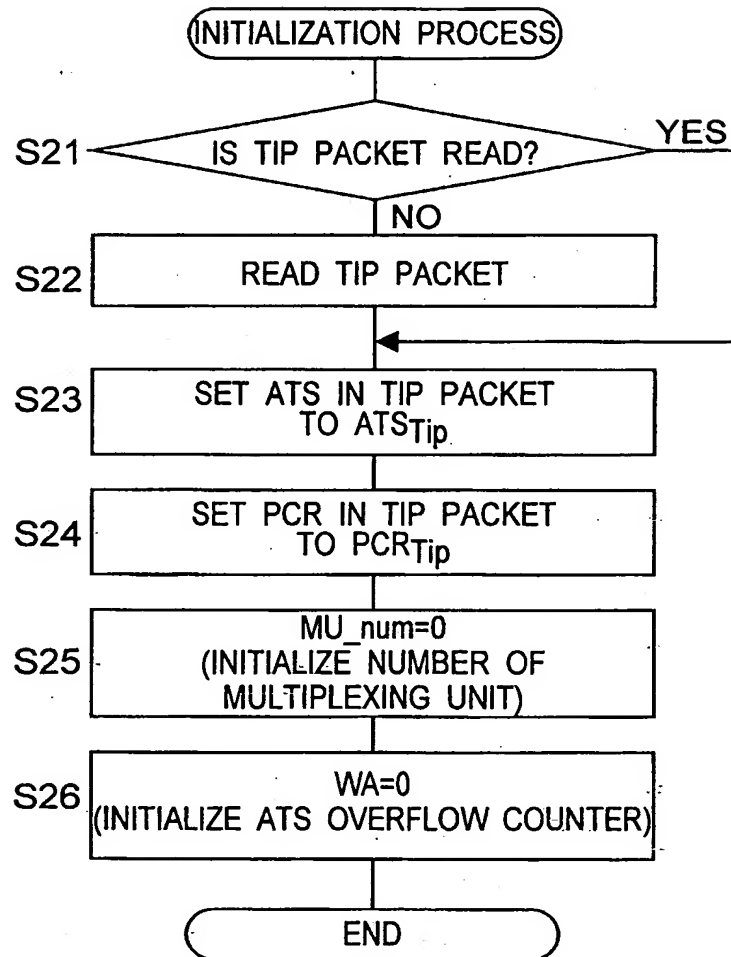 INITIALIZATION PROCESS
S21
IS TIP PACKET READ?
YES
NO
S22
READ TIP PACKET
S23
SET ATS IN TIP PACKET
TO ATSTip
S24
SET PCR IN TIP PACKET
TO PCRTip
S25
MU_num=0
(INITIALIZE NUMBER OF
MULTIPLEXING UNIT)
S26
WA=0
(INITIALIZE ATS OVERFLOW COUNTER)
END